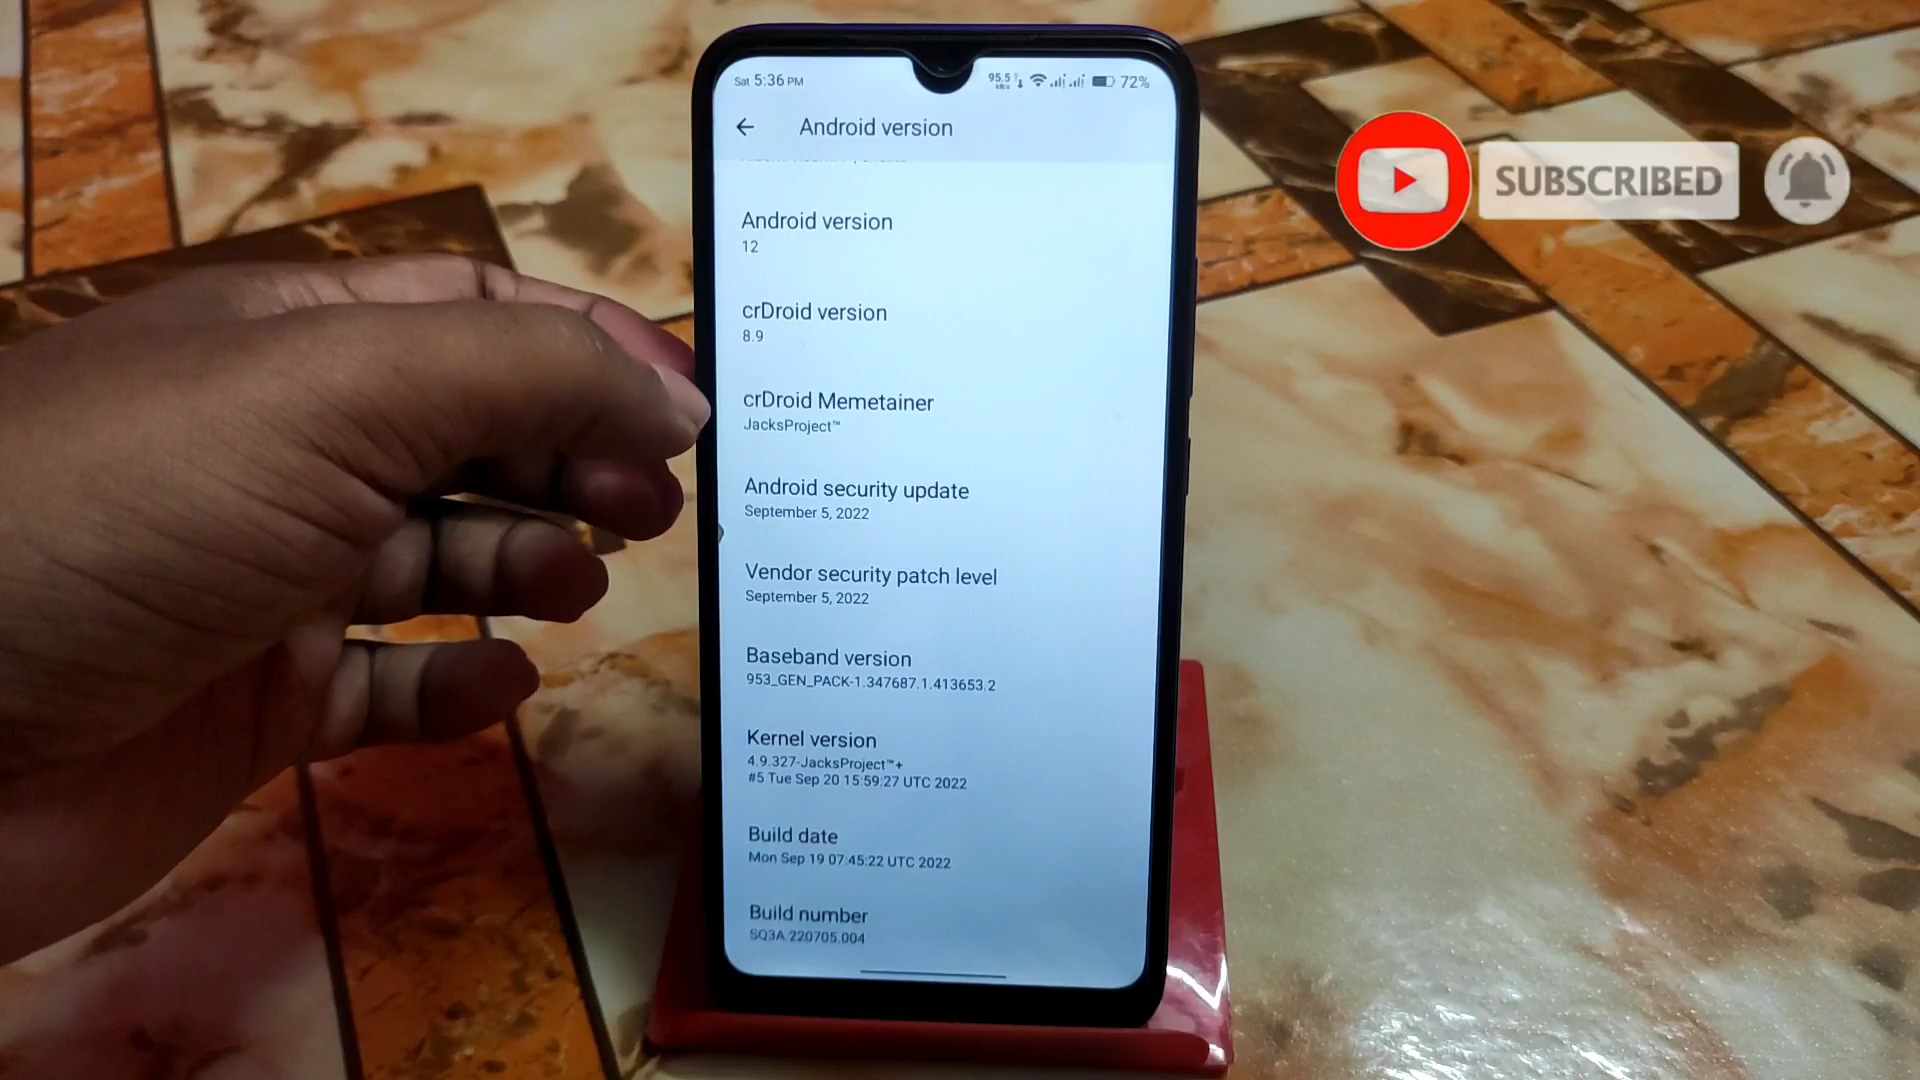 Sat 5:36 PM
95.5
72%
Android version
SUBSCRIBED
Android version
12
crDroid version
8.9
crDroid Memetainer
JacksProject™
Android security update
September 5, 2022
Vendor security patch level
September 5, 2022
Baseband version
953_GEN_PACK-1.347687.1.413653.2
Kernel version
4.9.327-JacksProject™+
#5 Tue Sep 20 15:59:27 UTC 2022
Build date
Mon Sep 19 07:45:22 UTC 2022
Build number
SQ3A.220705.004